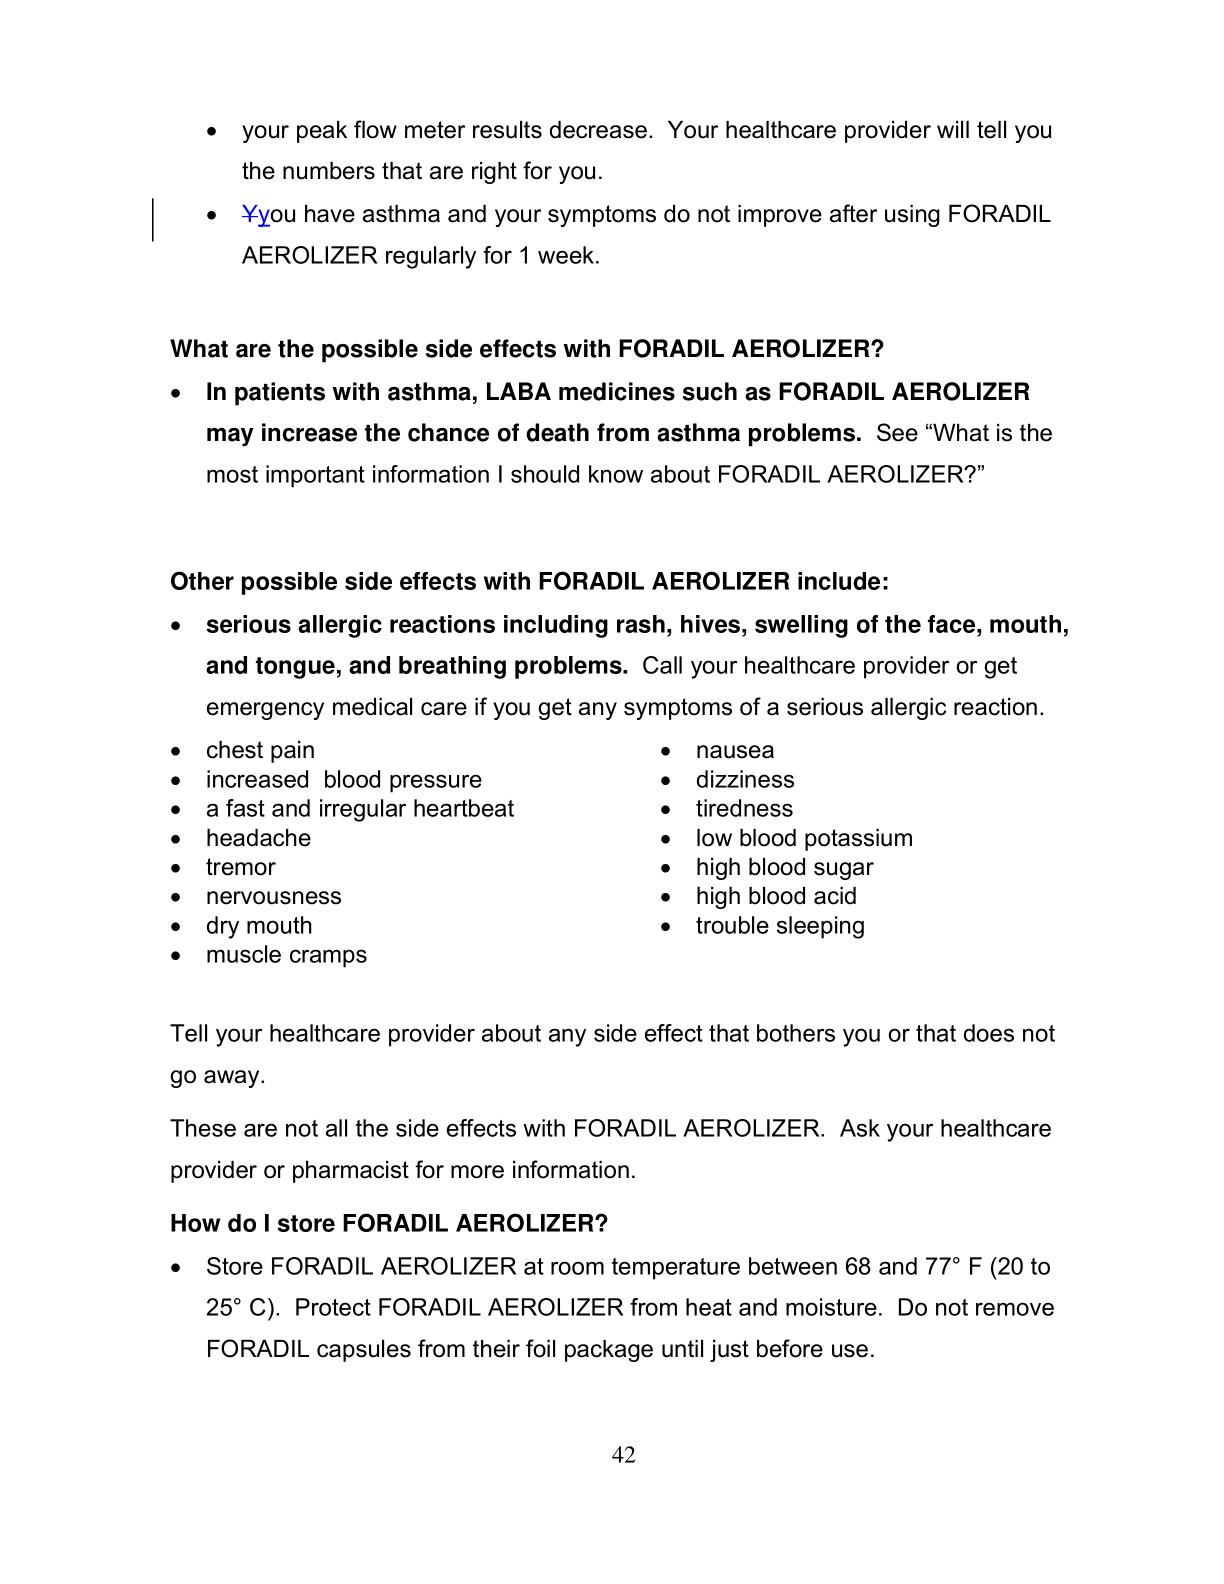 • your peak flow meter results decrease.  Your healthcare provider will tell you
the numbers that are right for you.
• Yyou have asthma and your symptoms do not improve after using FORADIL
AEROLIZER regularly for 1 week.
What are the possible side effects with FORADIL AEROLIZER?
• In patients with asthma, LABA medicines such as FORADIL AEROLIZER
may increase the chance of death from asthma problems.  See “What is the
most important information I should know about FORADIL AEROLIZER?”
Other possible side effects with FORADIL AEROLIZER include:
• serious allergic reactions including rash, hives, swelling of the face, mouth,
and tongue, and breathing problems.  Call your healthcare provider or get
emergency medical care if you get any symptoms of a serious allergic reaction.
• chest pain
• increased  blood pressure
• a fast and irregular heartbeat
• headache
• tremor
• nervousness
• dry mouth
• muscle cramps
• nausea
• dizziness
• tiredness
• low blood potassium
• high blood sugar
• high blood acid
• trouble sleeping
Tell your healthcare provider about any side effect that bothers you or that does not
go away.
These are not all the side effects with FORADIL AEROLIZER.  Ask your healthcare
provider or pharmacist for more information.
How do I store FORADIL AEROLIZER?
• Store FORADIL AEROLIZER at room temperature between 68 and 77° F (20 to
25° C).  Protect FORADIL AEROLIZER from heat and moisture.  Do not remove
FORADIL capsules from their foil package until just before use.
42